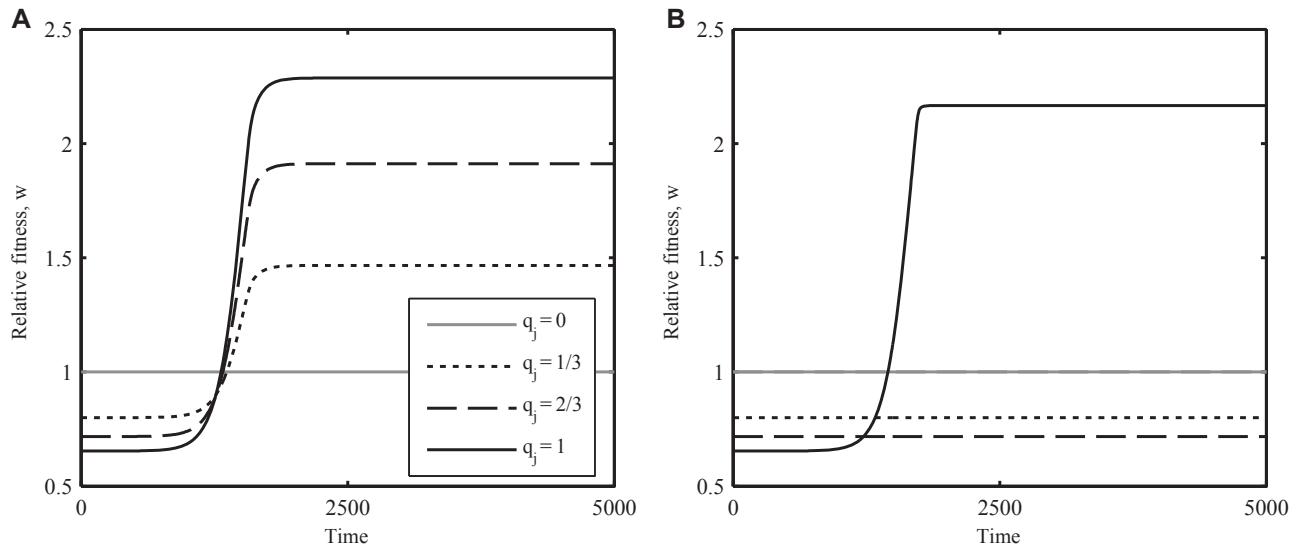 A
2.5
2
1.5
1
0.5
Relative fitness, w
0
2500
5000
Time
q_j = 0
q_j = 1/3
q_j = 2/3
q_j = 1
B
2.5
2
1.5
1
0.5
Relative fitness, w
0
2500
5000
Time